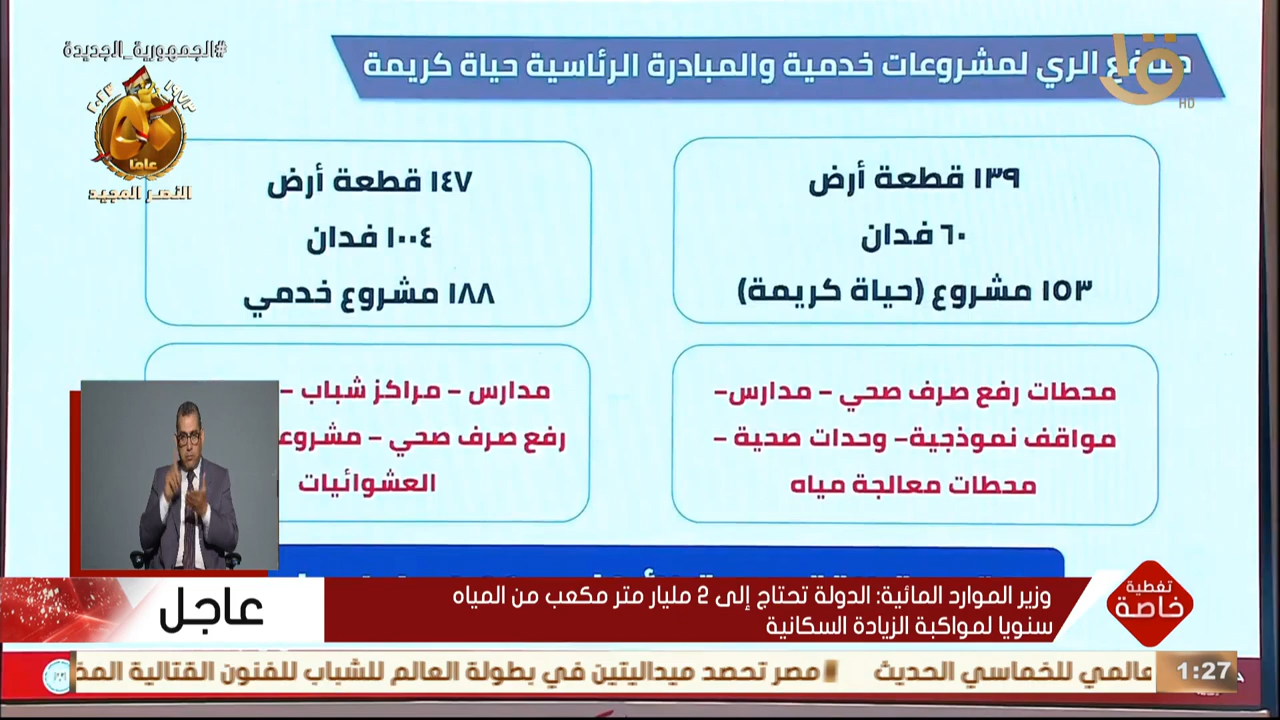 #الجمهورية_الجديدة
١٩٧٣
٢٠٢٣
٥٠
عاما
النصر المجيد
الري لمشروعات خدمية والمبادرة الرئاسية حياة كريمة
HD
١٣٩ قطعة أرض
٦٠ فدان
١٥٣ مشروع (حياة كريمة)
١٤٧ قطعة أرض
١٠٠٤ فدان
١٨٨ مشروع خدمي
محطات رفع صرف صحي – مدارس–
مواقف نموذجية– وحدات صحية –
محطات معالجة مياه
مدارس – مراكز شباب –
رفع صرف صحي –
العشوائيات
تغطية
خاصة
وزير الموارد المائية: الدولة تحتاج إلى 2 مليار متر مكعب من المياه
سنويا لمواكبة الزيادة السكانية
عاجل
1:27
للخماسي الحديث
مصر تحصد ميداليتين في بطولة العالم للشباب للفنون القتالية